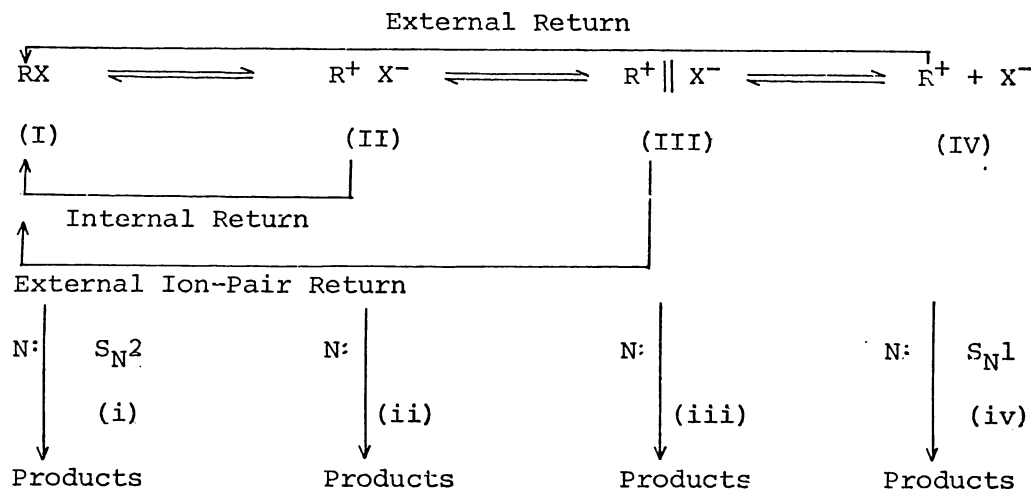 External Return
RX R⁺ X⁻ R⁺ || X⁻ R⁺ + X⁻
(I) (II) (III) (IV)
Internal Return
External Ion-Pair Return
N: S_N2 N: N: N: S_N1
(i) (ii) (iii) (iv)
Products Products Products Products